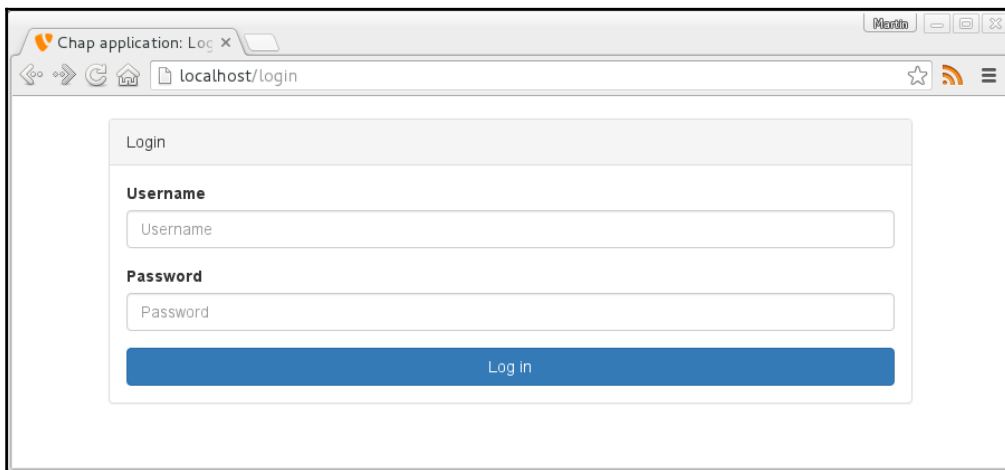 Martin
Chap application: Log
localhost/login
Login
Username
Username
Password
Password
Log in